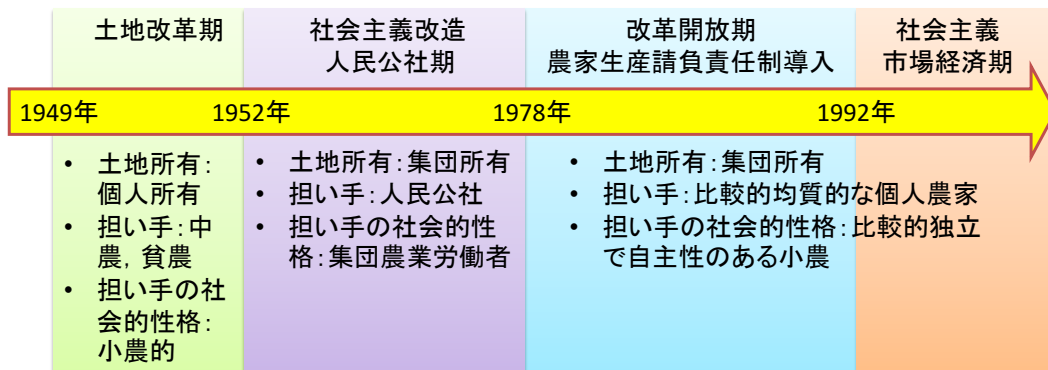 土地改革期
社会主義改造
人民公社期
改革開放期
農家生産請負責任制導入
社会主義
市場経済期
1949年
1952年
1978年
1992年
• 土地所有：
個人所有
• 担い手：中
農，貧農
• 担い手の社
会的性格：
小農的
• 土地所有：集団所有
• 担い手：人民公社
• 担い手の社会的性
格：集団農業労働者
• 土地所有：集団所有
• 担い手：比較的均質的な個人農家
• 担い手の社会的性格：比較的独立
で自主性のある小農